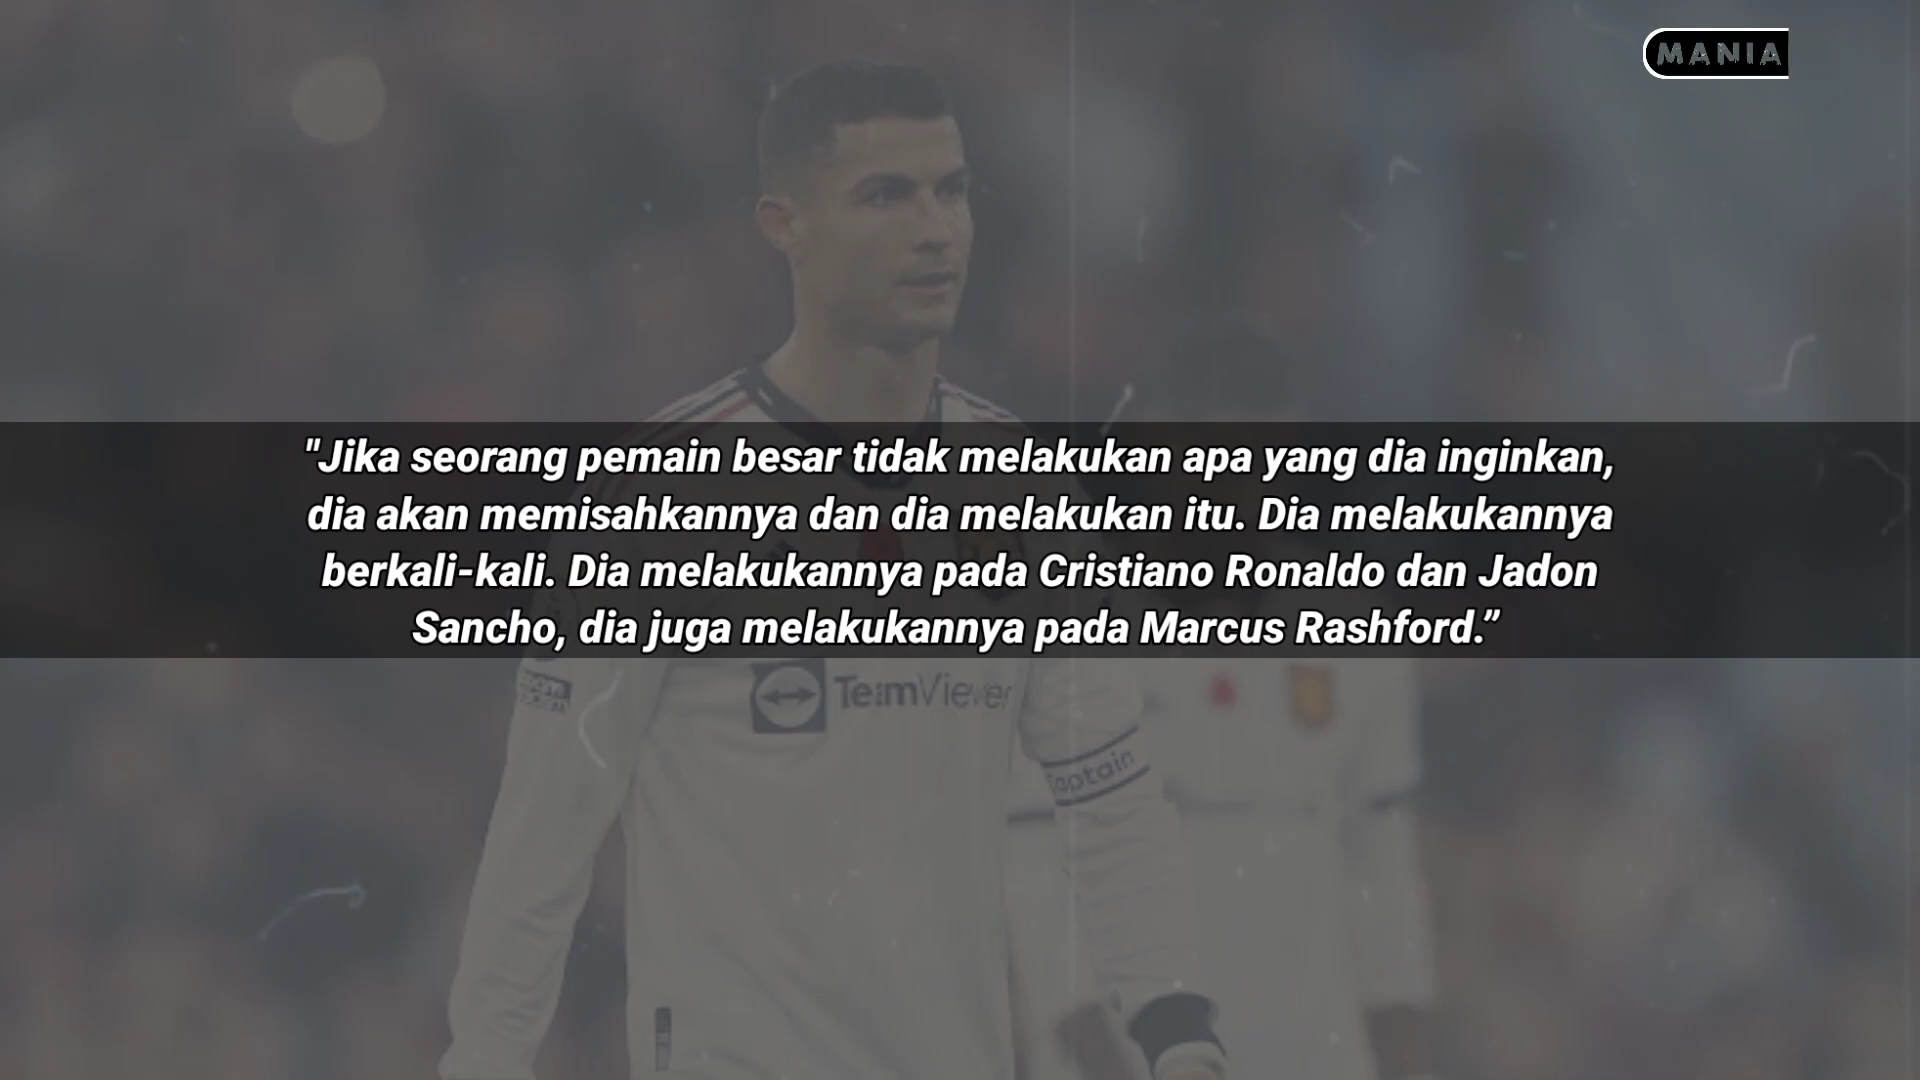 MANIA
"Jika seorang pemain besar tidak melakukan apa yang dia inginkan,
dia akan memisahkannya dan dia melakukan itu. Dia melakukannya
berkali-kali. Dia melakukannya pada Cristiano Ronaldo dan Jadon
Sancho, dia juga melakukannya pada Marcus Rashford.”
TeamViewer
Captain